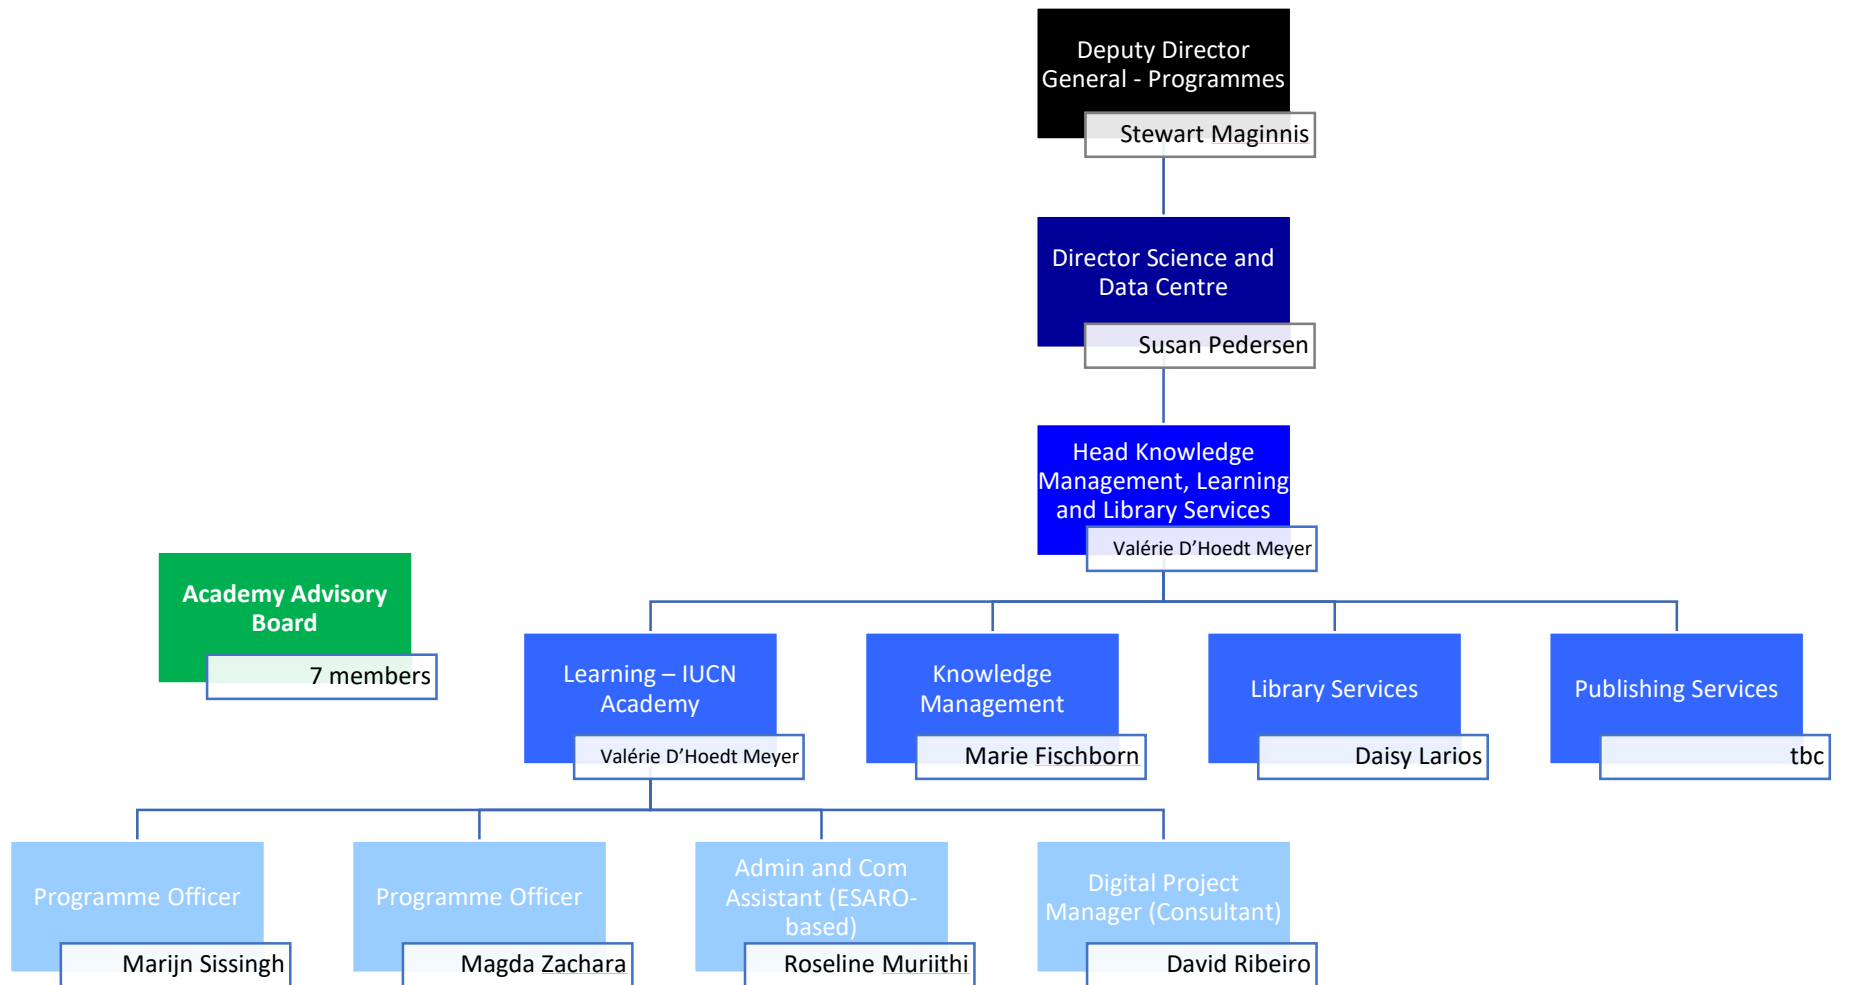 Deputy Director
General - Programmes
Stewart Maginnis
Director Science and
Data Centre
Susan Pedersen
Head Knowledge
Management, Learning
and Library Services
Valérie D’Hoedt Meyer
Academy Advisory
Board
7 members
Learning – IUCN
Academy
Valérie D’Hoedt Meyer
Knowledge
Management
Marie Fischborn
Library Services
Daisy Larios
Publishing Services
tbc
Programme Officer
Marijn Sissingh
Programme Officer
Magda Zachara
Admin and Com
Assistant (ESARO-
based)
Roseline Muriithi
Digital Project
Manager (Consultant)
David Ribeiro